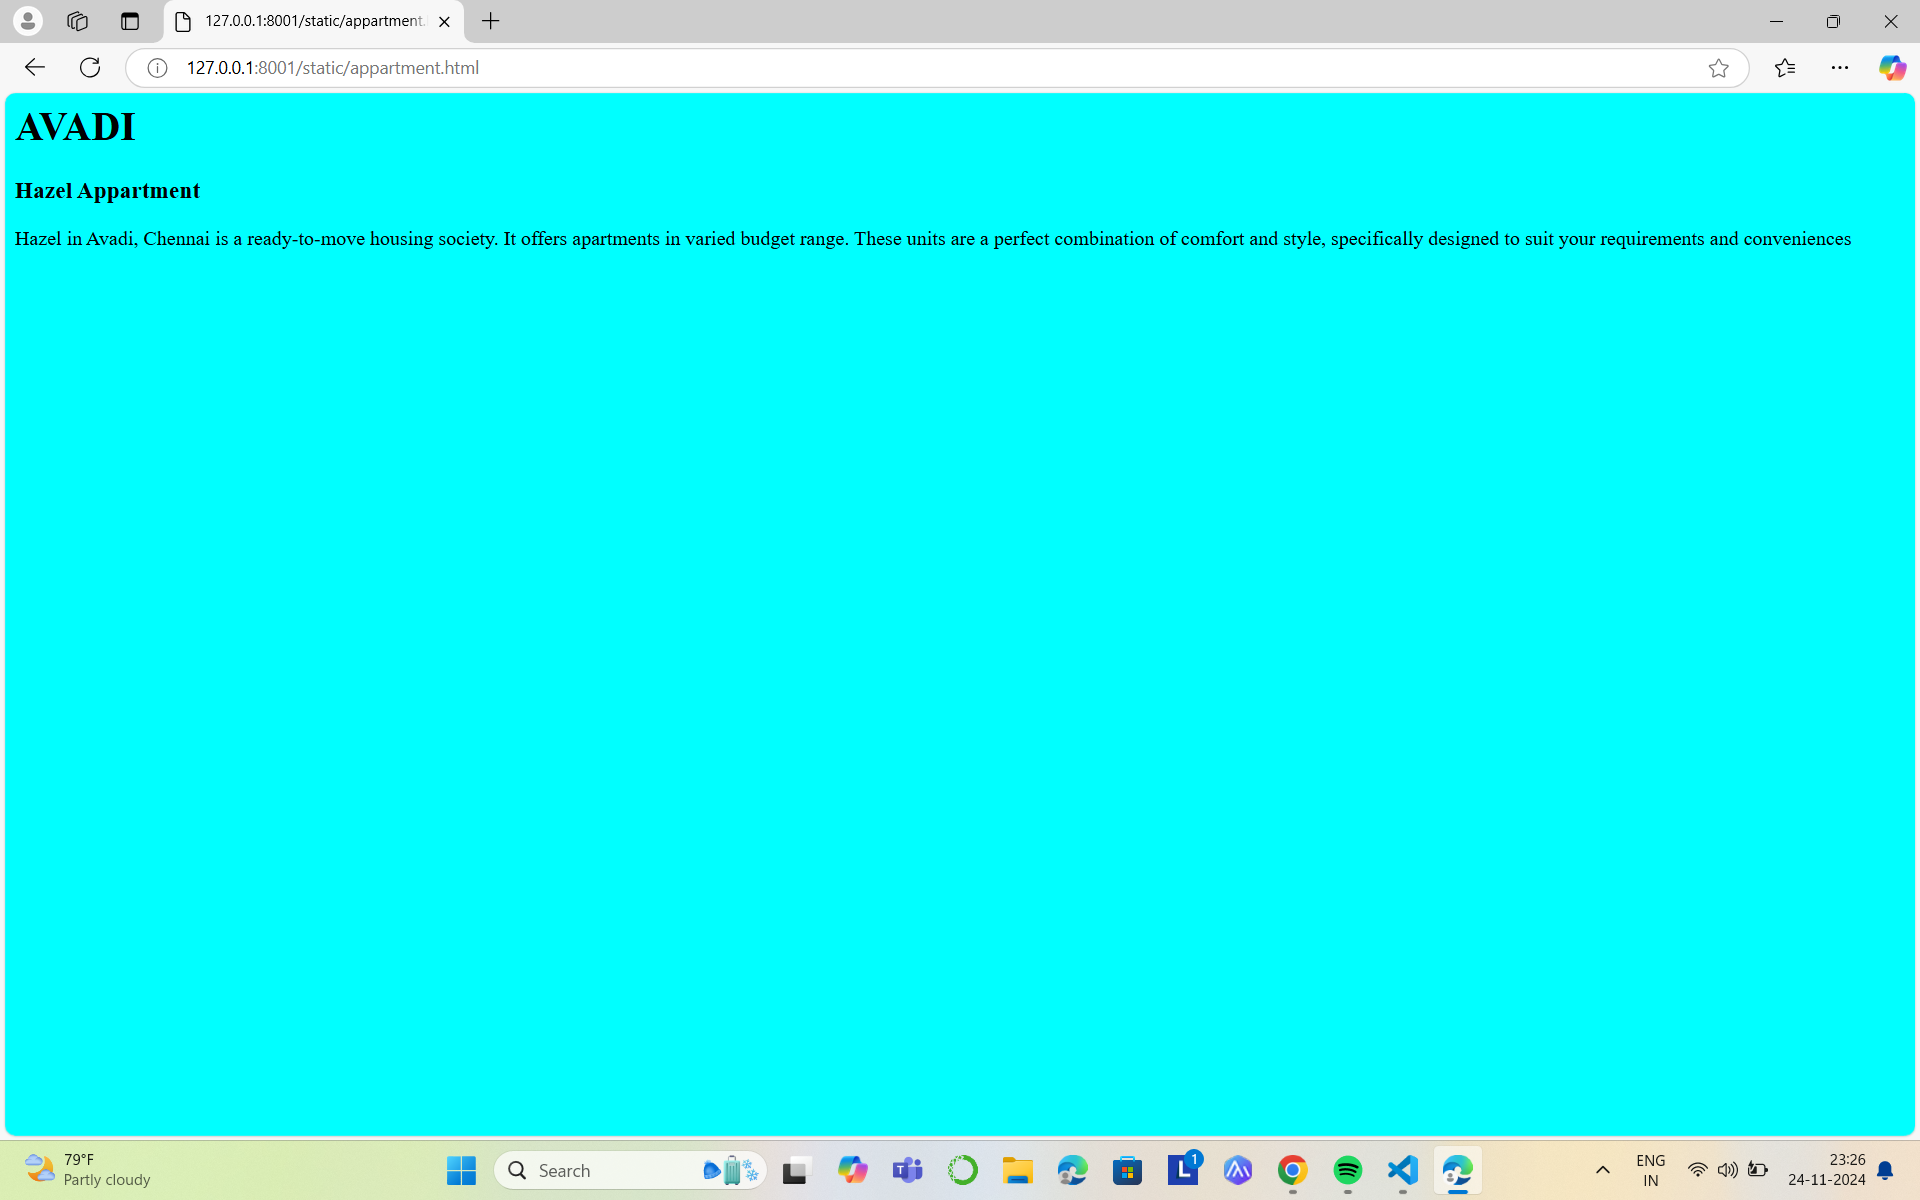 127.0.0.1:8001/static/appartment.
127.0.0.1:8001/static/appartment.html
AVADI
Hazel Appartment
Hazel in Avadi, Chennai is a ready-to-move housing society. It offers apartments in varied budget range. These units are a perfect combination of comfort and style, specifically designed to suit your requirements and conveniences
79°F
Partly cloudy
Search
L
1
ENG
IN
23:26
24-11-2024